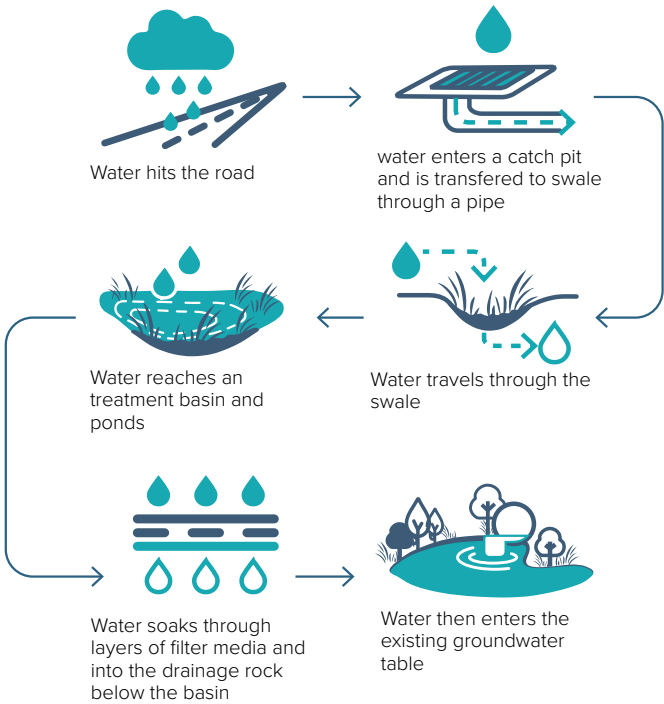 Water hits the road
water enters a catch pit
and is transfered to swale
through a pipe
Water travels through the
swale
Water reaches an
treatment basin and
ponds
Water soaks through
layers of filter media and
into the drainage rock
below the basin
Water then enters the
existing groundwater
table